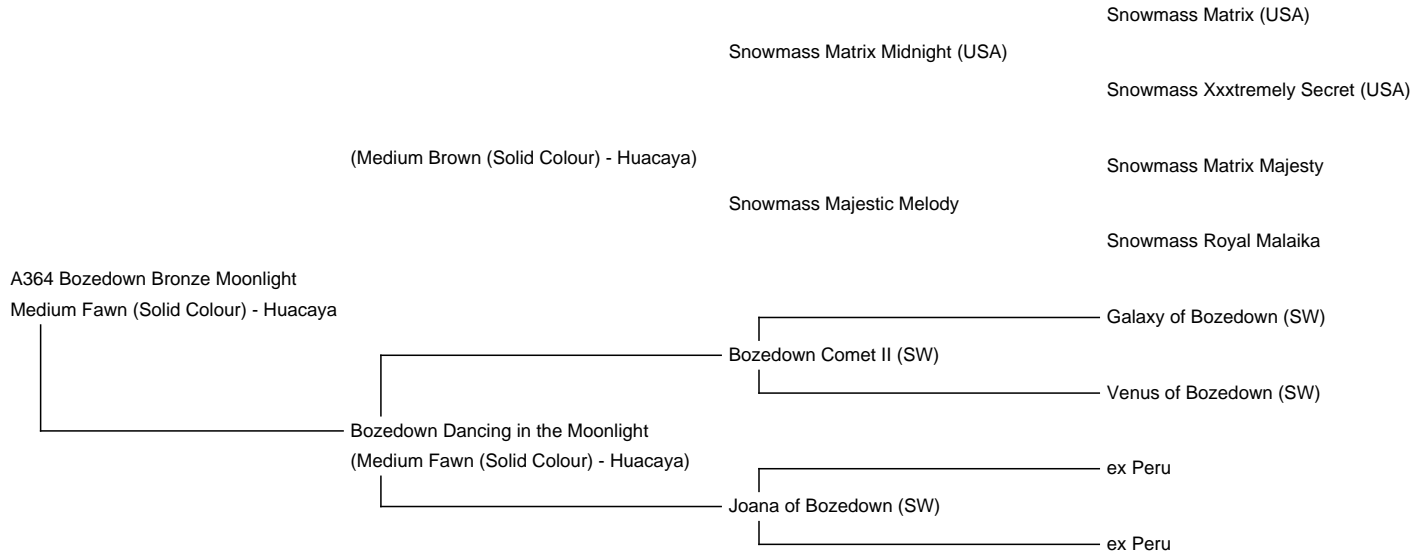 Snowmass Matrix (USA)
Snowmass Matrix Midnight (USA)
Snowmass Xxxtremely Secret (USA)
(Medium Brown (Solid Colour) - Huacaya)
Snowmass Matrix Majesty
Snowmass Majestic Melody
Snowmass Royal Malaika
A364 Bozedown Bronze Moonlight
Medium Fawn (Solid Colour) - Huacaya
Galaxy of Bozedown (SW)
Bozedown Comet II (SW)
Venus of Bozedown (SW)
Bozedown Dancing in the Moonlight
(Medium Fawn (Solid Colour) - Huacaya)
ex Peru
Joana of Bozedown (SW)
ex Peru